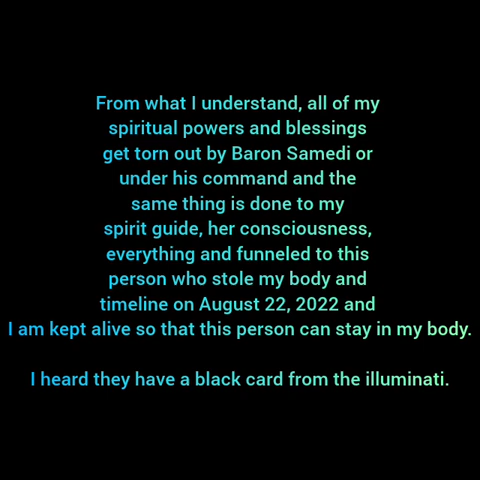 From what I understand, all of my
spiritual powers and blessings
get torn out by Baron Samedi or
under his command and the
same thing is done to my
spirit guide, her consciousness,
everything and funneled to this
person who stole my body and
timeline on August 22, 2022 and
I am kept alive so that this person can stay in my body.
I heard they have a black card from the illuminati.